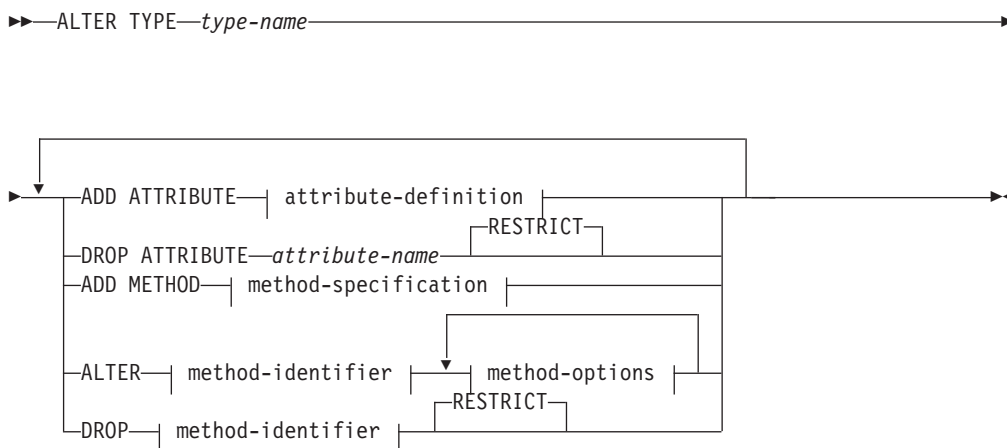 ALTER TYPE type-name
ADD ATTRIBUTE attribute-definition
RESTRICT
DROP ATTRIBUTE attribute-name
ADD METHOD method-specification
ALTER method-identifier method-options
RESTRICT
DROP method-identifier